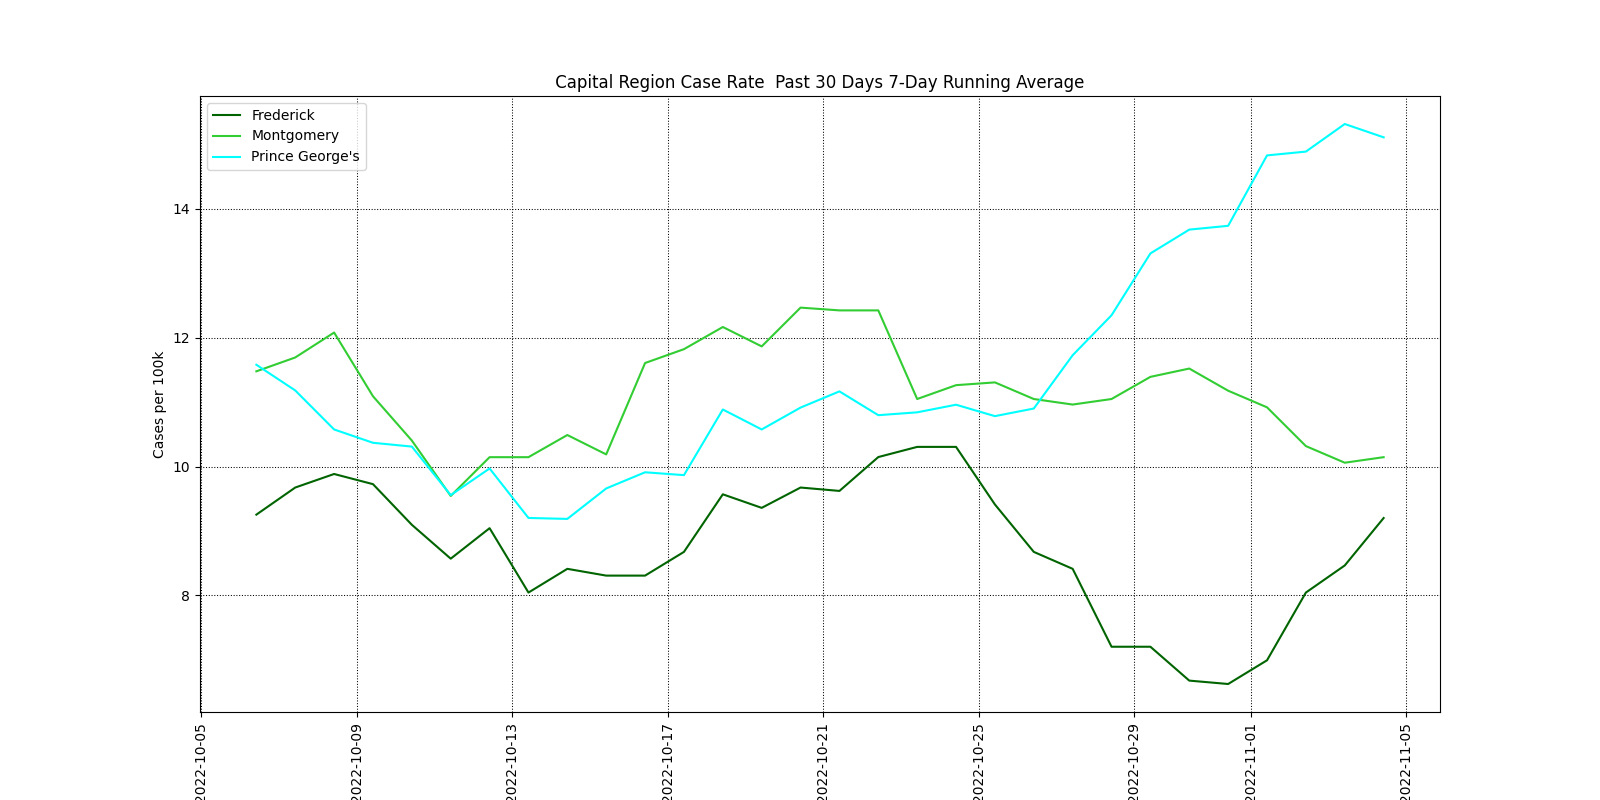 Capital Region Case Rate  Past 30 Days 7-Day Running Average
Frederick
Montgomery
Prince George's
14
12
10
8
Cases per 100k
2022-10-05
2022-10-09
2022-10-13
2022-10-17
2022-10-21
2022-10-25
2022-10-29
2022-11-01
2022-11-05